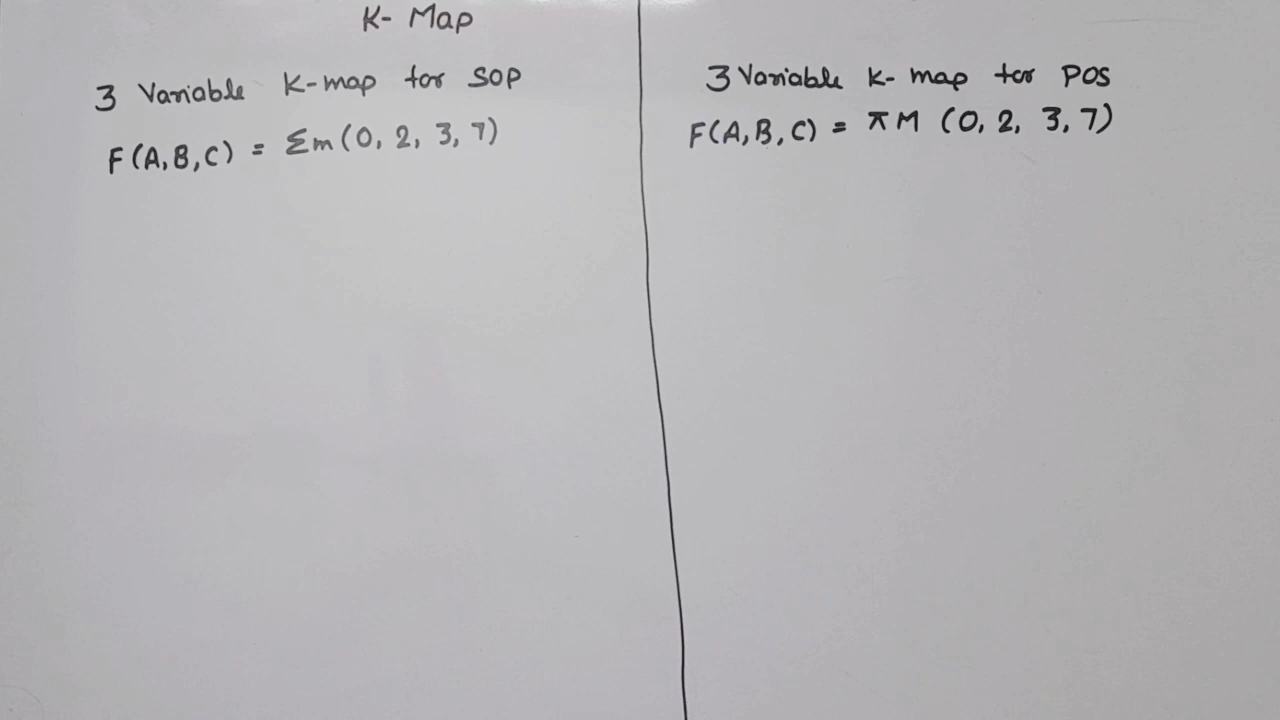 K- Map
3 Variable K-map for SOP
F(A,B,C) = Σm(0, 2, 3, 7)
3 Variable K- map for POS
F(A,B,C) = πM (0, 2, 3, 7)